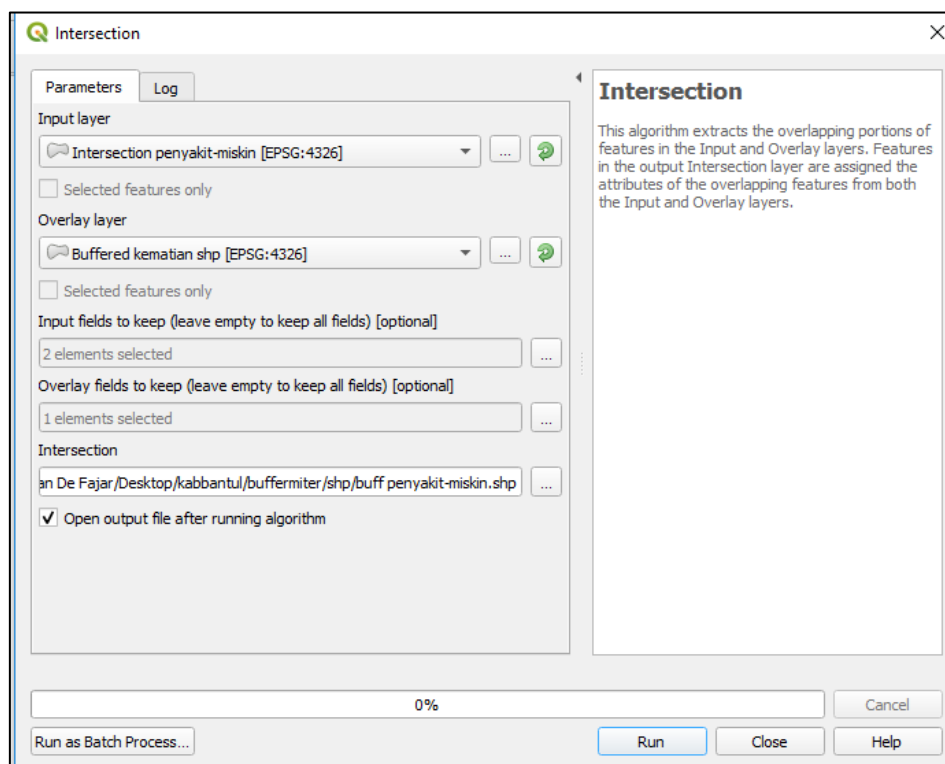 Intersection
Parameters
Log
Input layer
Intersection penyakit-miskin [EPSG:4326]
...
Selected features only
Overlay layer
Buffered kematian shp [EPSG:4326]
...
Selected features only
Input fields to keep (leave empty to keep all fields) [optional]
2 elements selected
...
Overlay fields to keep (leave empty to keep all fields) [optional]
1 elements selected
...
Intersection
an De Fajar/Desktop/kabbantul/buffermiter/shp/buff penyakit-miskin.shp
...
Open output file after running algorithm
Intersection
This algorithm extracts the overlapping portions of
features in the Input and Overlay layers. Features
in the output Intersection layer are assigned the
attributes of the overlapping features from both
the Input and Overlay layers.
0%
Cancel
Run as Batch Process...
Run
Close
Help